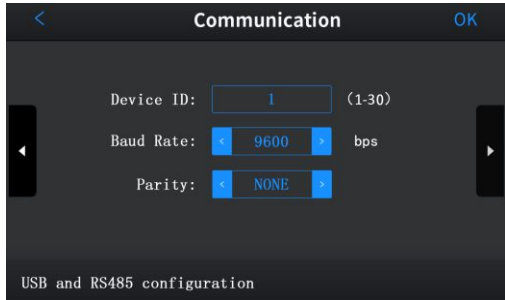 Communication OK
Device ID: 1 (1-30)
Baud Rate: 9600 bps
Parity: NONE
USB and RS485 configuration